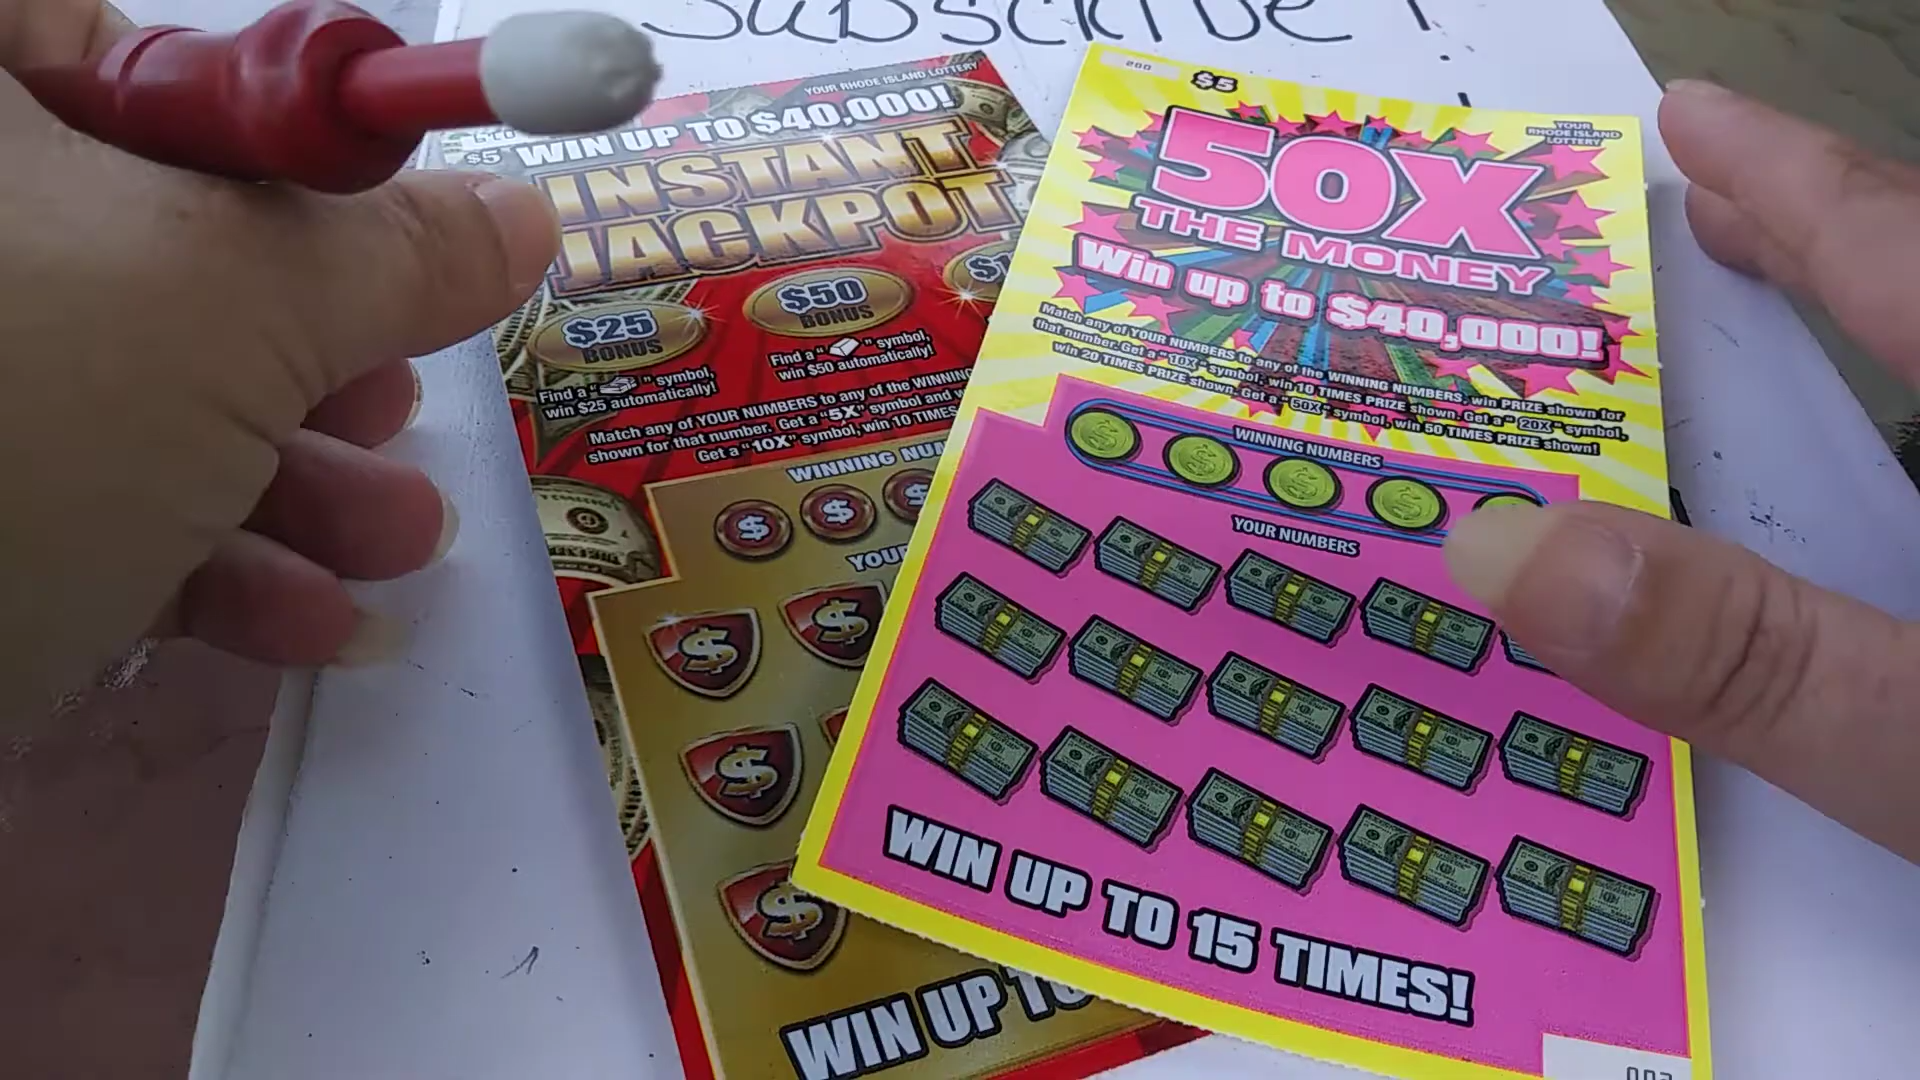 SUBSCRIBE!
YOUR RHODE ISLAND LOTTERY
$5
WIN UP TO $40,000!
INSTANT
JACKPOT
$25
BONUS
$50
BONUS
Find a " " symbol,
win $25 automatically!
Find a " " symbol,
win $50 automatically!
Match any of YOUR NUMBERS to any of the WINNING
shown for that number. Get a "5X" symbol and
Get a "10X" symbol, win 10 TIMES
WINNING
YOUR
WIN UP TO
$5
YOUR
RHODE ISLAND
LOTTERY
50X
THE MONEY
Win up to $40,000!
Match any of YOUR NUMBERS to any of the WINNING NUMBERS, win PRIZE shown for
that number. Get a "10X" symbol, win 10 TIMES PRIZE shown. Get a "20X" symbol,
win 20 TIMES PRIZE shown. Get a "50X" symbol, win 50 TIMES PRIZE shown!
WINNING NUMBERS
YOUR NUMBERS
WIN UP TO 15 TIMES!